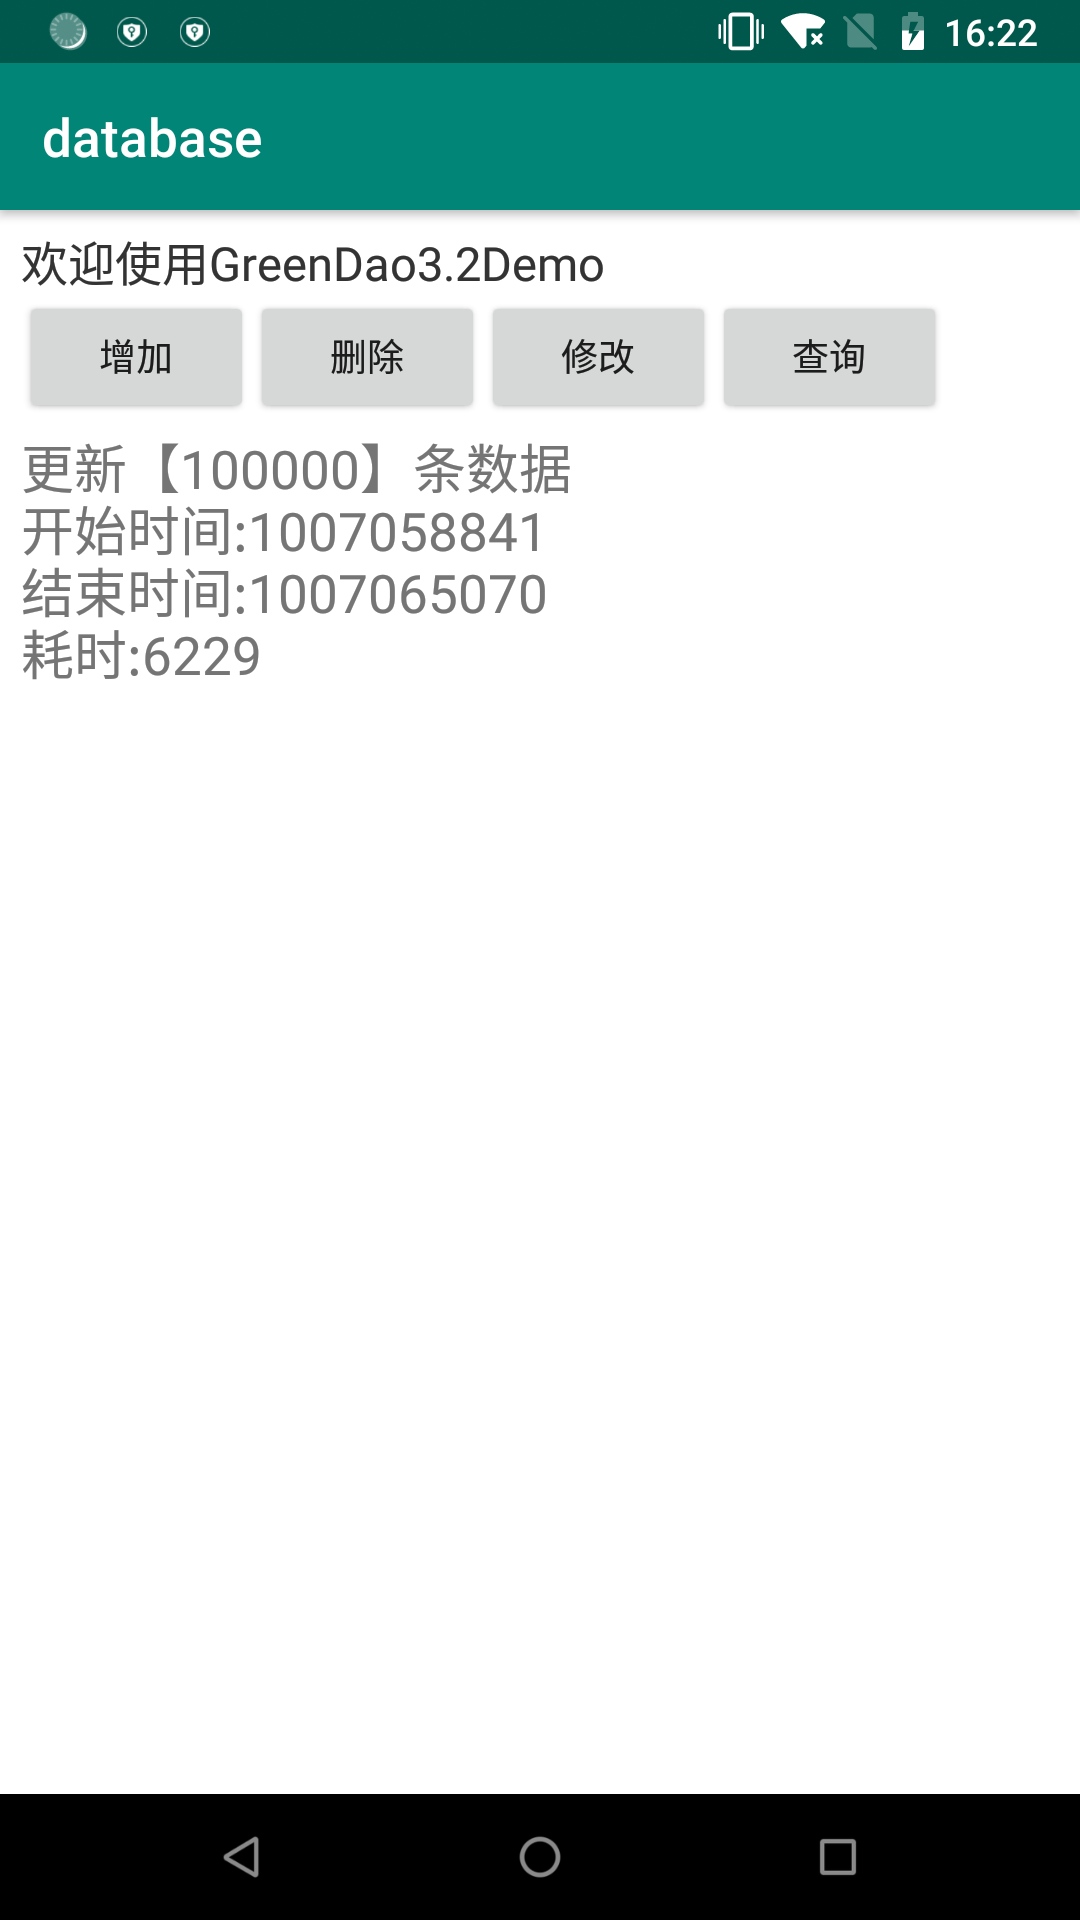 16:22
database
欢迎使用GreenDao3.2Demo
增加 删除 修改 查询
更新【100000】条数据
开始时间:1007058841
结束时间:1007065070
耗时:6229